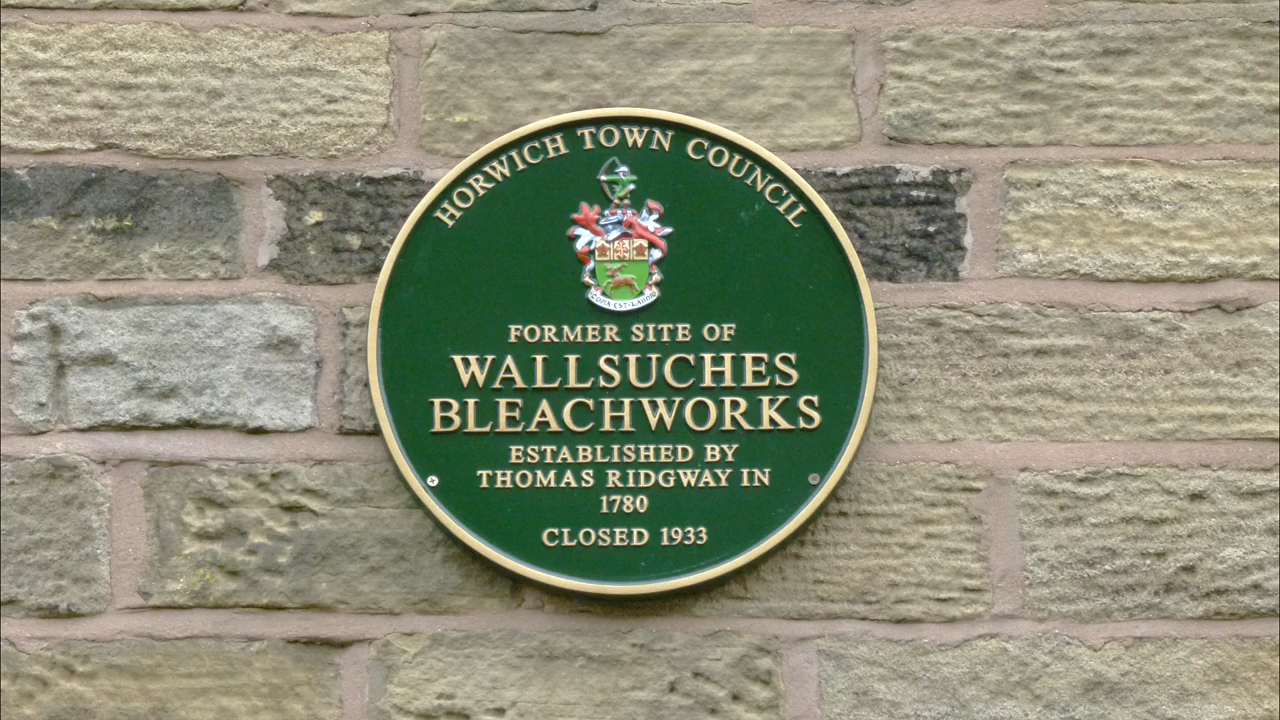 HORWICH TOWN COUNCIL
FORMER SITE OF
WALLSUCHES
BLEACHWORKS
ESTABLISHED BY
THOMAS RIDGWAY IN
1780
CLOSED 1933